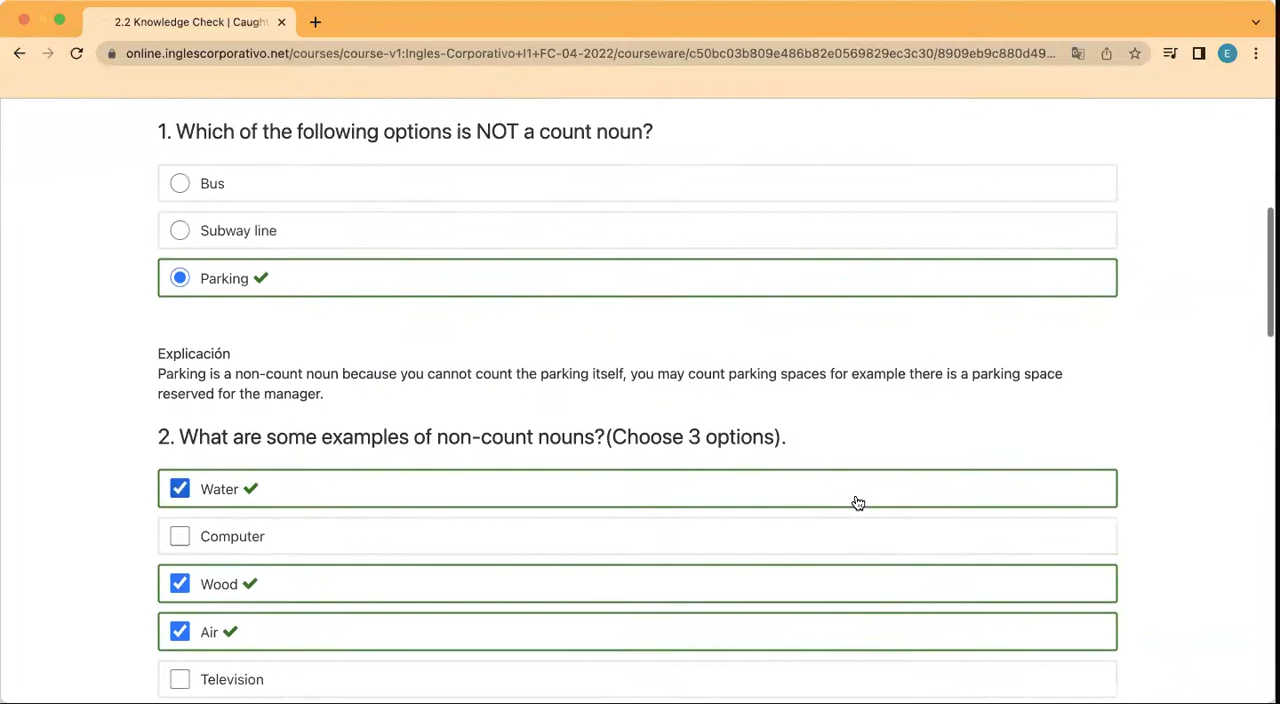 2.2 Knowledge Check | Caugh
online.inglescorporativo.net/courses/course-v1:Ingles-Corporativo+I1+FC-04-2022/courseware/c50bc03b809e486b82e0569829ec3c30/8909eb9c880d49...
E
1. Which of the following options is NOT a count noun?
Bus
Subway line
Parking
Explicación
Parking is a non-count noun because you cannot count the parking itself, you may count parking spaces for example there is a parking space
reserved for the manager.
2. What are some examples of non-count nouns?(Choose 3 options).
Water
Computer
Wood
Air
Television